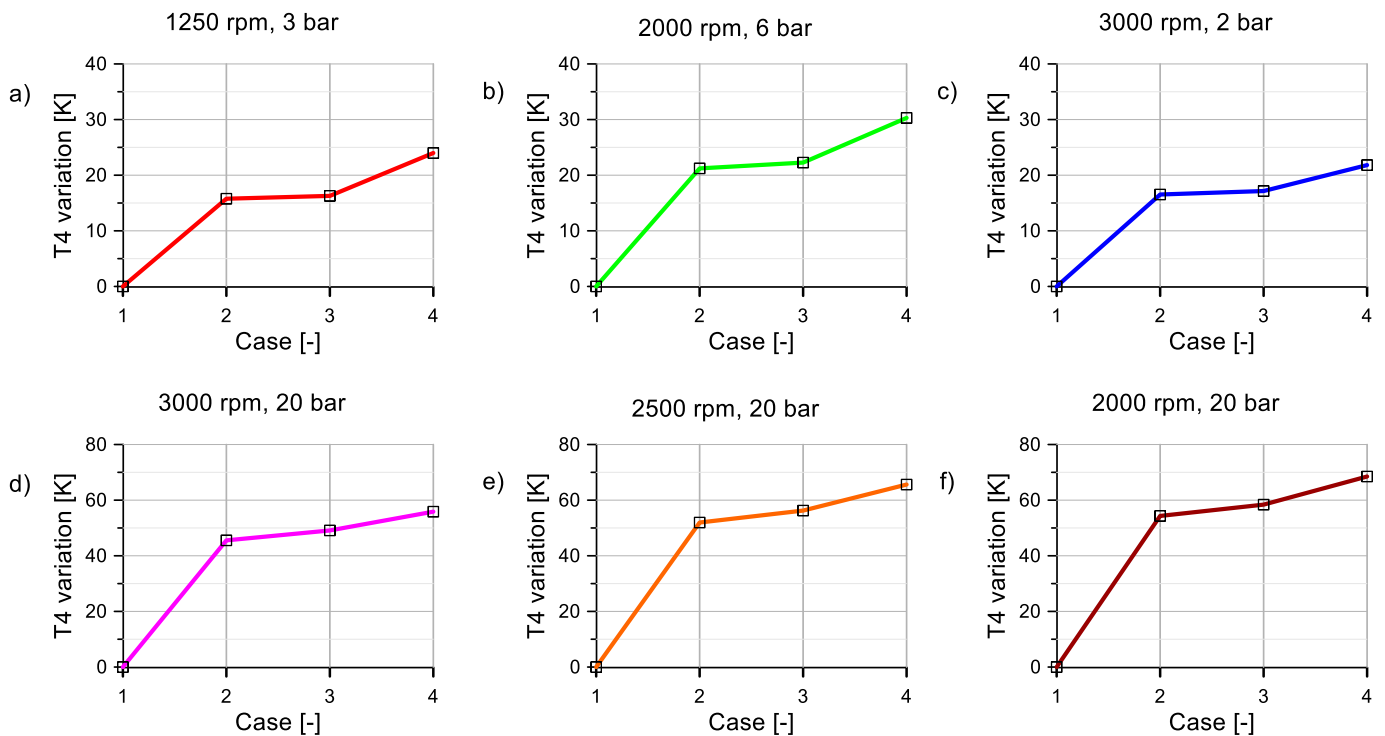 1250 rpm, 3 bar
a)
T4 variation [K]
40
30
20
10
0
1 2 3 4
Case [-]
2000 rpm, 6 bar
b)
T4 variation [K]
40
30
20
10
0
1 2 3 4
Case [-]
3000 rpm, 2 bar
c)
T4 variation [K]
40
30
20
10
0
1 2 3 4
Case [-]
3000 rpm, 20 bar
d)
T4 variation [K]
80
60
40
20
0
1 2 3 4
Case [-]
2500 rpm, 20 bar
e)
T4 variation [K]
80
60
40
20
0
1 2 3 4
Case [-]
2000 rpm, 20 bar
f)
T4 variation [K]
80
60
40
20
0
1 2 3 4
Case [-]